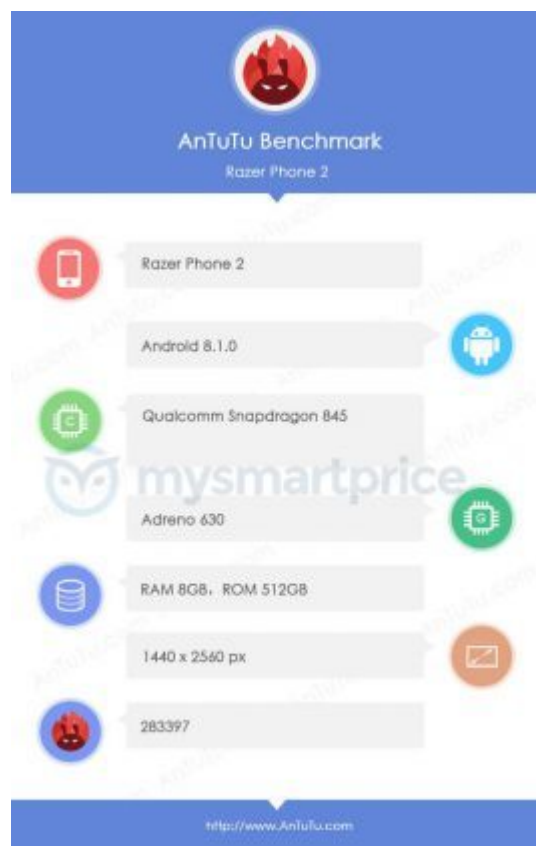 AnTuTu Benchmark
Razer Phone 2
Razer Phone 2
Android 8.1.0
C
Qualcomm Snapdragon 845
mysmartprice
G
Adreno 630
RAM 8GB, ROM 512GB
1440 x 2560 px
283397
http://www.AnTuTu.com